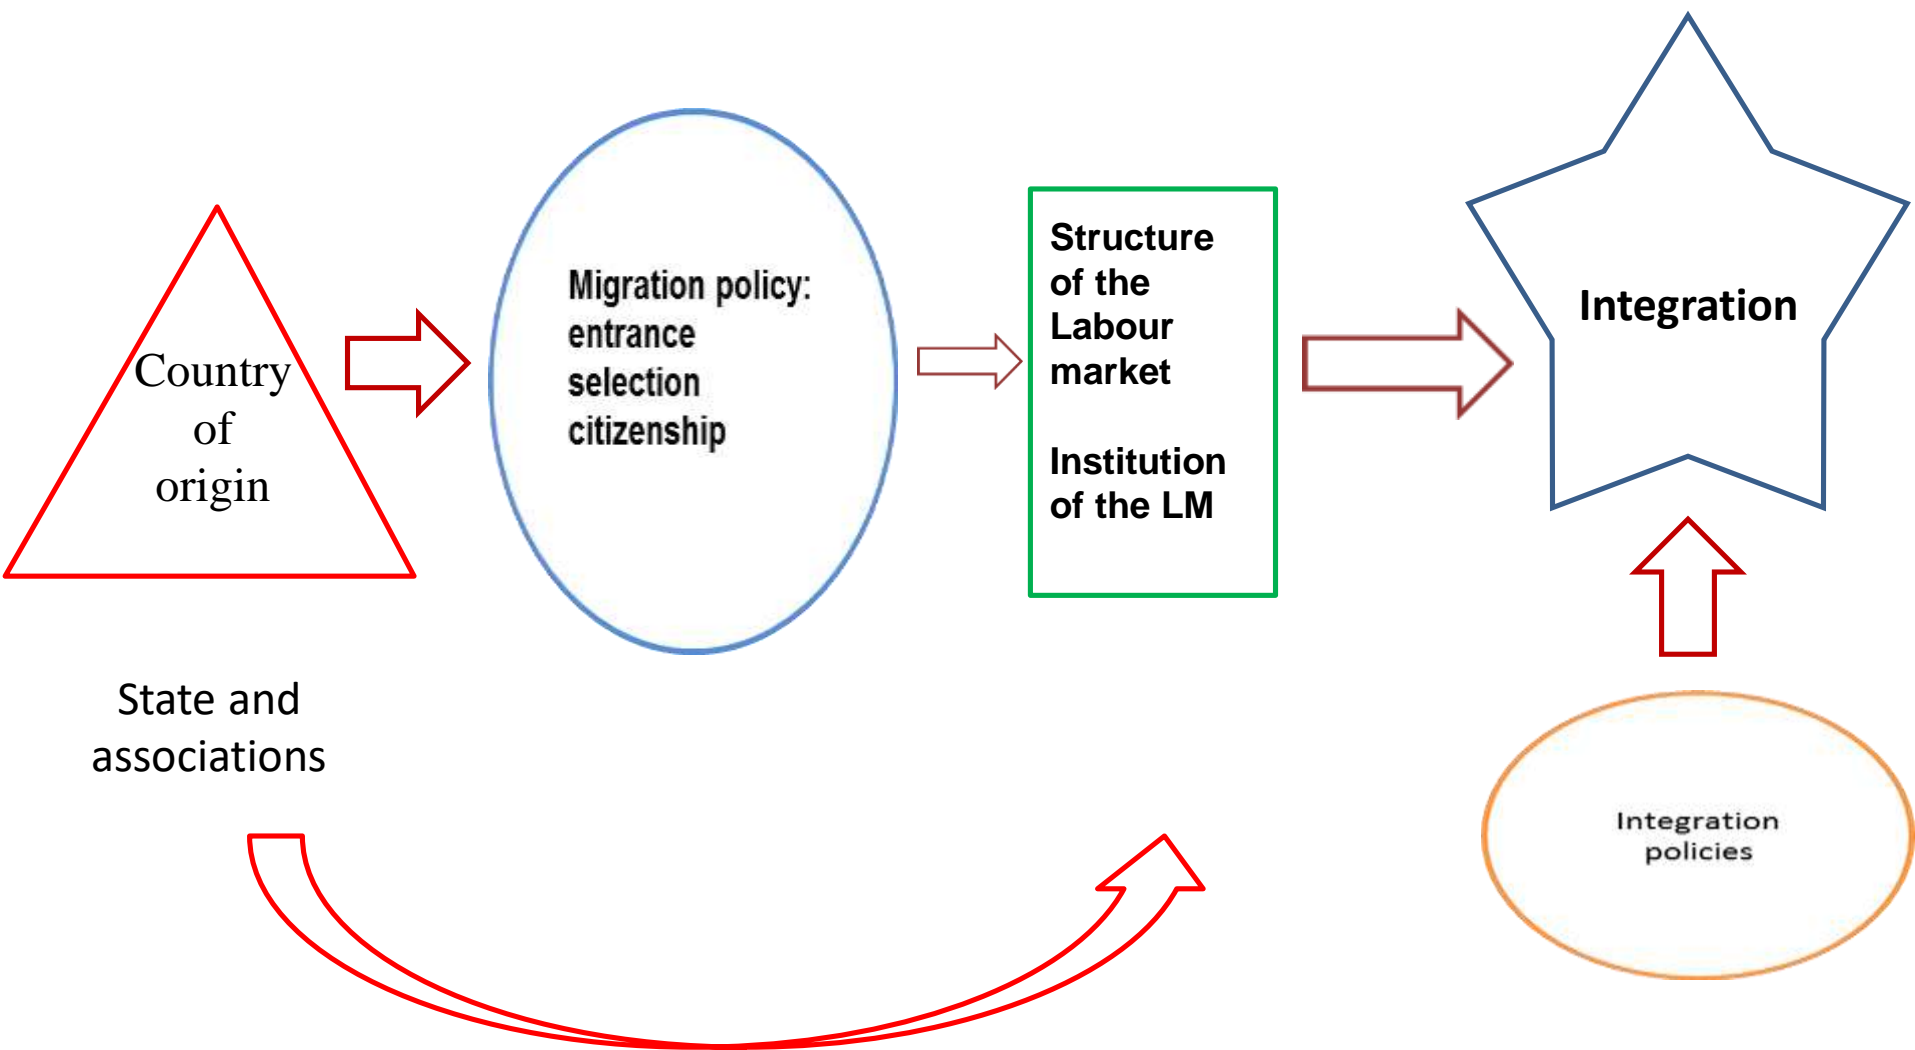 Country
of
origin
State and
associations
Migration policy:
entrance
selection
citizenship
Structure
of the
Labour
market
Institution
of the LM
Integration
Integration
policies